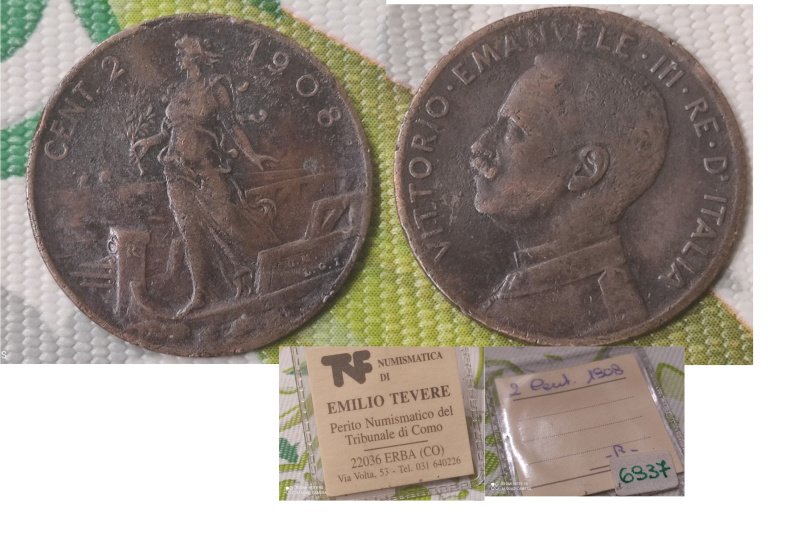 CENT. 2 1908
R
L.G.I.
VITTORIO · EMANVELE · III · RE · D'ITALIA
NUMISMATICA
DI
EMILIO TEVERE
Perito Numismatico del
Tribunale di Como
22036 ERBA (CO)
Via Volta, 53 - Tel. 031 640226
2 Cent. 1908
-R-
6937